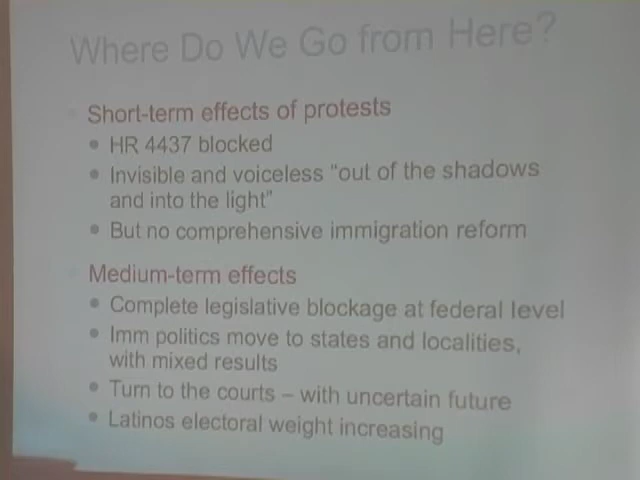 Where Do We Go from Here?
Short-term effects of protests
• HR 4437 blocked
• Invisible and voiceless “out of the shadows
and into the light”
• But no comprehensive immigration reform
Medium-term effects
• Complete legislative blockage at federal level
• Imm politics move to states and localities,
with mixed results
• Turn to the courts – with uncertain future
• Latinos electoral weight increasing